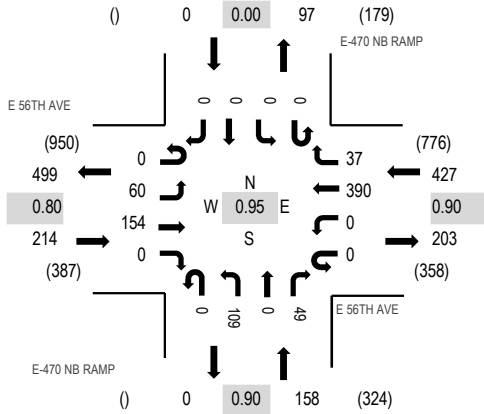 () 0 0.00 97 (179)
E-470 NB RAMP
E 56TH AVE
0 0 0 0
(950) 0 37 (776)
499 427
60 N 390
0.80 W 0.95 E 0.90
154 0
214 S 203
0 0
(387) (358)
0 109 0 49
E 56TH AVE
E-470 NB RAMP
() 0 0.90 158 (324)